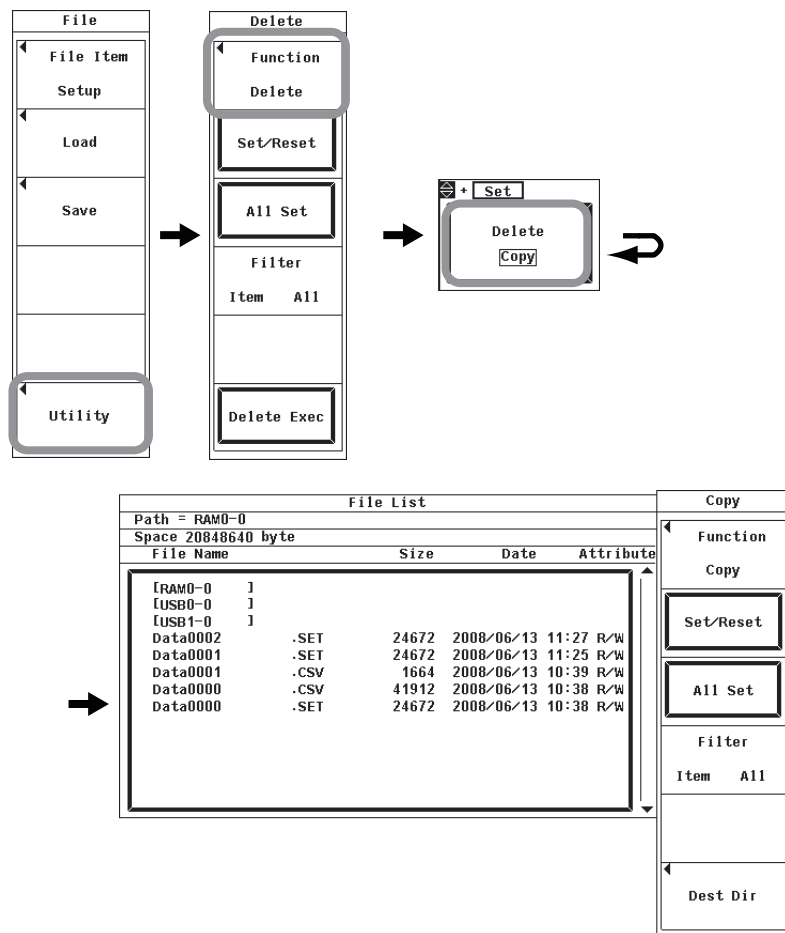 File
File Item
Setup
Load
Save
Utility
Delete
Function
Delete
Set/Reset
All Set
Filter
Item All
Delete Exec
+ Set
Delete
Copy
File List
Path = RAM0-0
Space 20848640 byte
File Name Size Date Attribute
[RAM0-0 ]
[USB0-0 ]
[USB1-0 ]
Data0002 .SET 24672 2008/06/13 11:27 R/W
Data0001 .SET 24672 2008/06/13 11:25 R/W
Data0001 .CSV 1664 2008/06/13 10:39 R/W
Data0000 .CSV 41912 2008/06/13 10:38 R/W
Data0000 .SET 24672 2008/06/13 10:38 R/W
Copy
Function
Copy
Set/Reset
All Set
Filter
Item All
Dest Dir